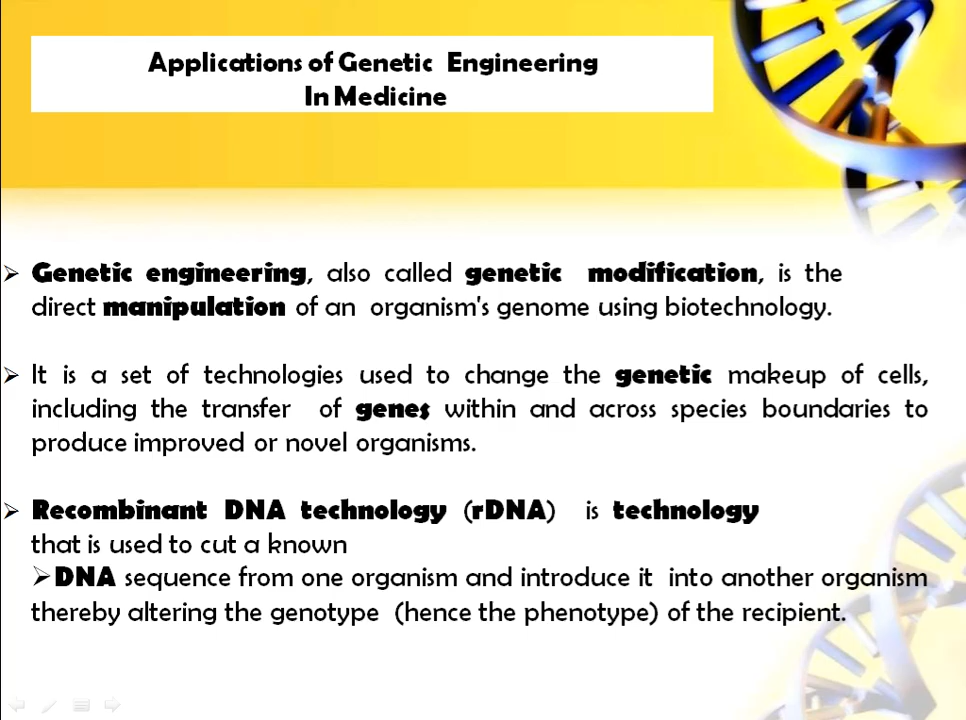 Applications of Genetic Engineering
In Medicine
➢ Genetic engineering, also called genetic modification, is the
direct manipulation of an organism's genome using biotechnology.
➢ It is a set of technologies used to change the genetic makeup of cells,
including the transfer of genes within and across species boundaries to
produce improved or novel organisms.
➢ Recombinant DNA technology (rDNA) is technology
that is used to cut a known
➢DNA sequence from one organism and introduce it into another organism
thereby altering the genotype (hence the phenotype) of the recipient.